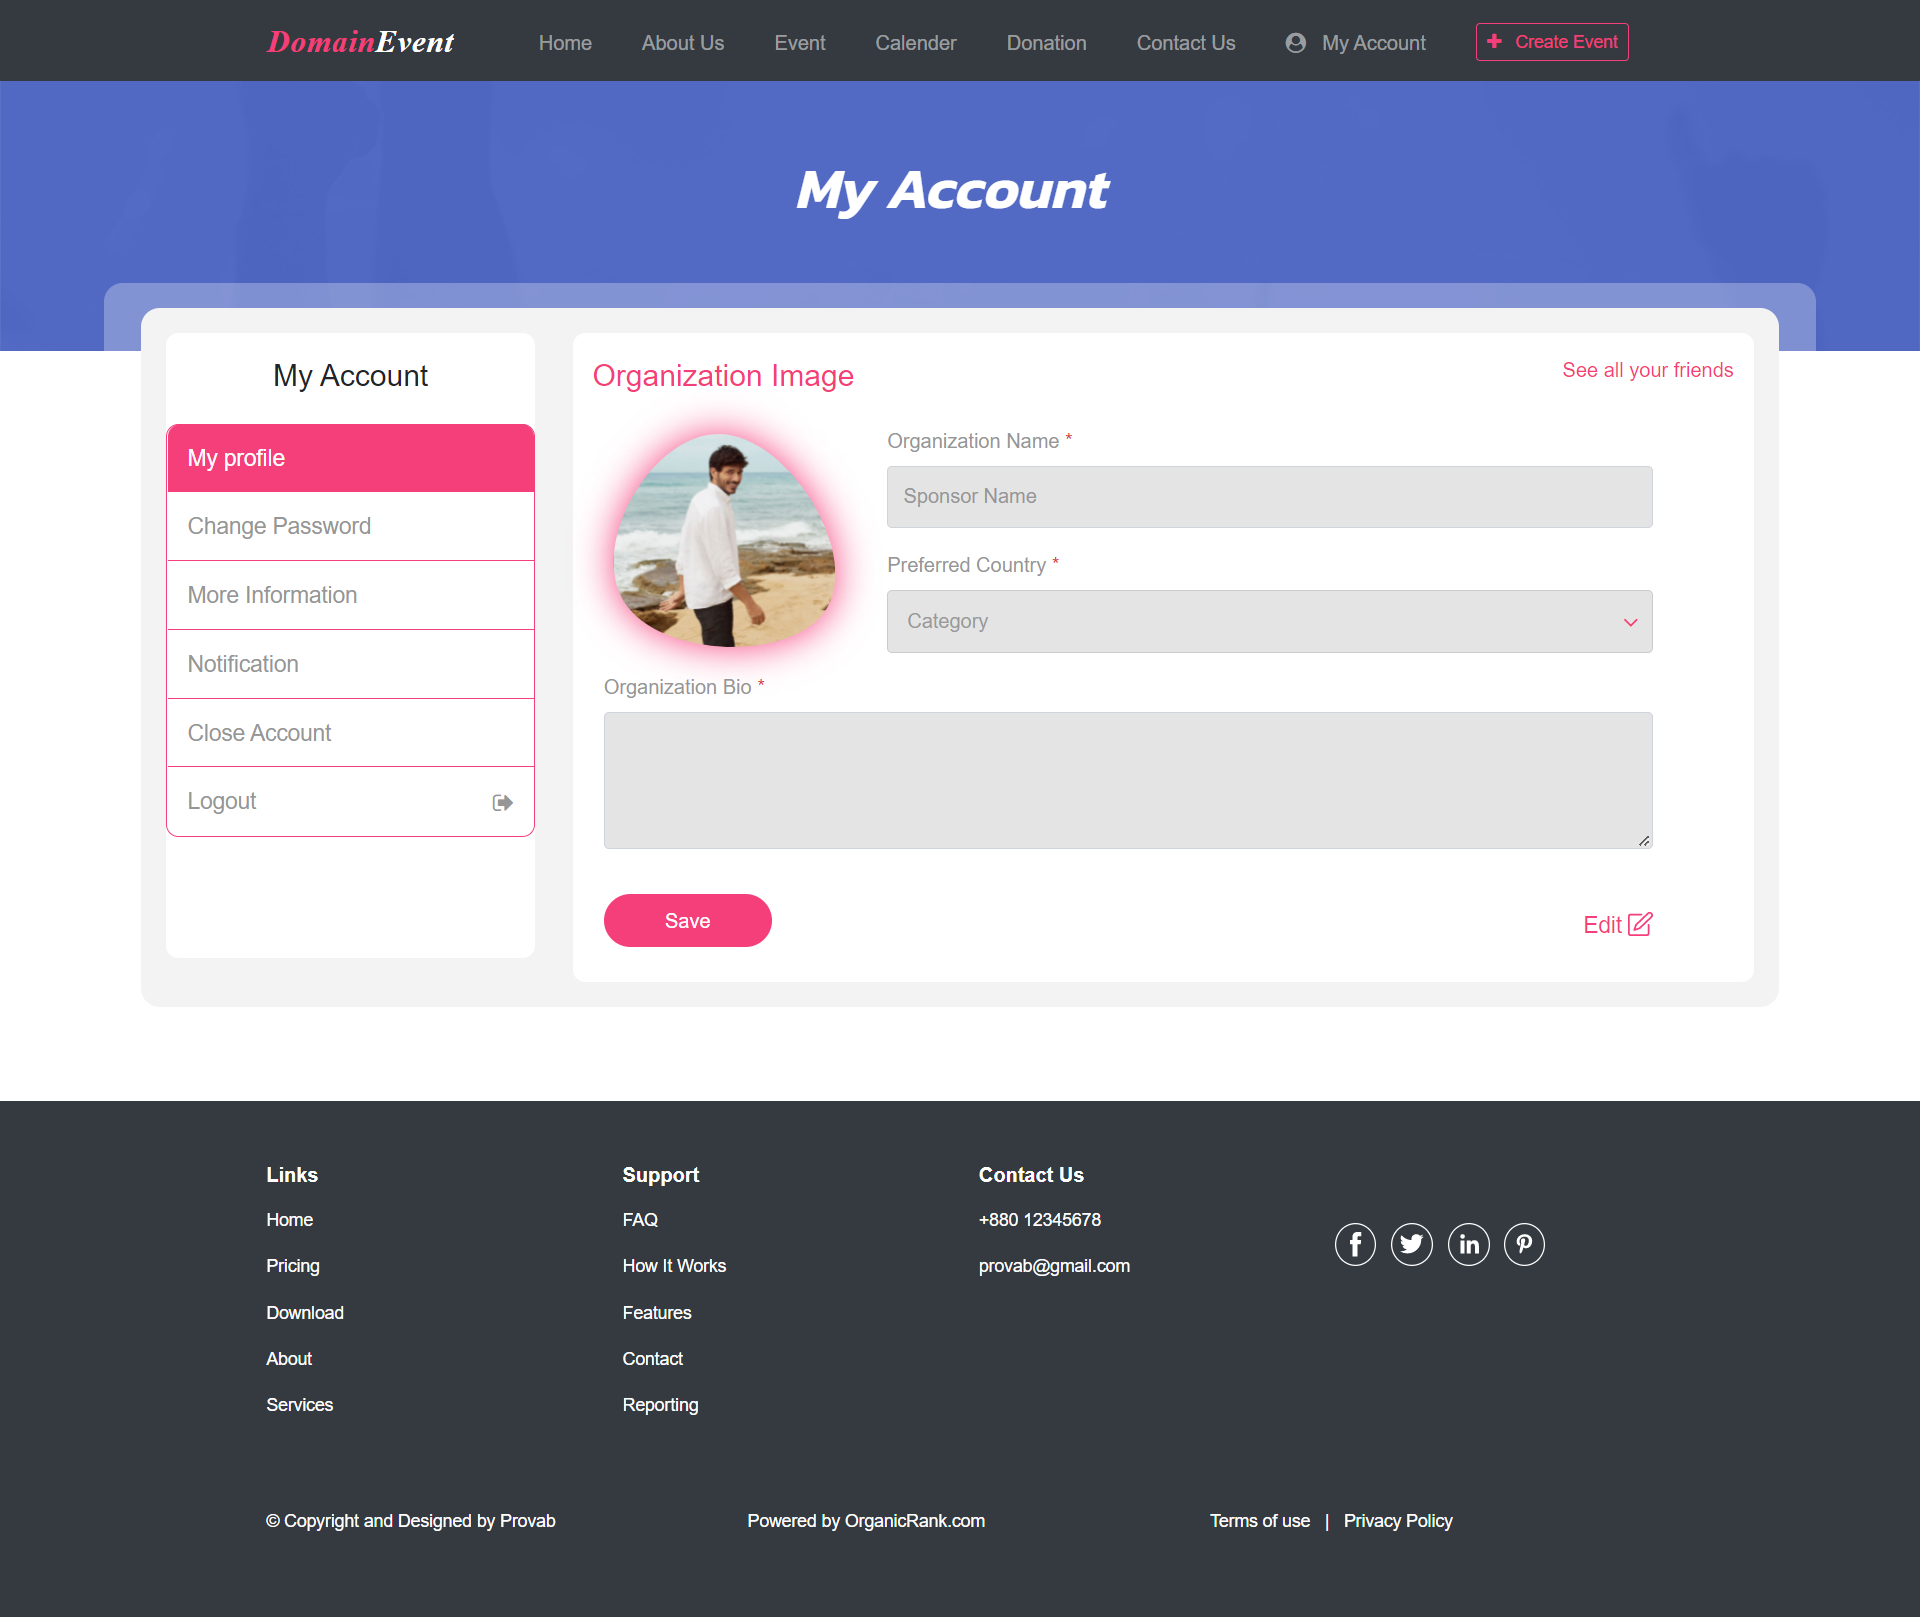 DomainEvent
Home
About Us
Event
Calender
Donation
Contact Us
My Account
Create Event
My Account
My Account
My profile
Change Password
More Information
Notification
Close Account
Logout
Organization Image
See all your friends
Organization Name *
Sponsor Name
Preferred Country *
Category
Organization Bio *
Save
Edit
Links
Home
Pricing
Download
About
Services
Support
FAQ
How It Works
Features
Contact
Reporting
Contact Us
+880 12345678
provab@gmail.com
© Copyright and Designed by Provab
Powered by OrganicRank.com
Terms of use | Privacy Policy